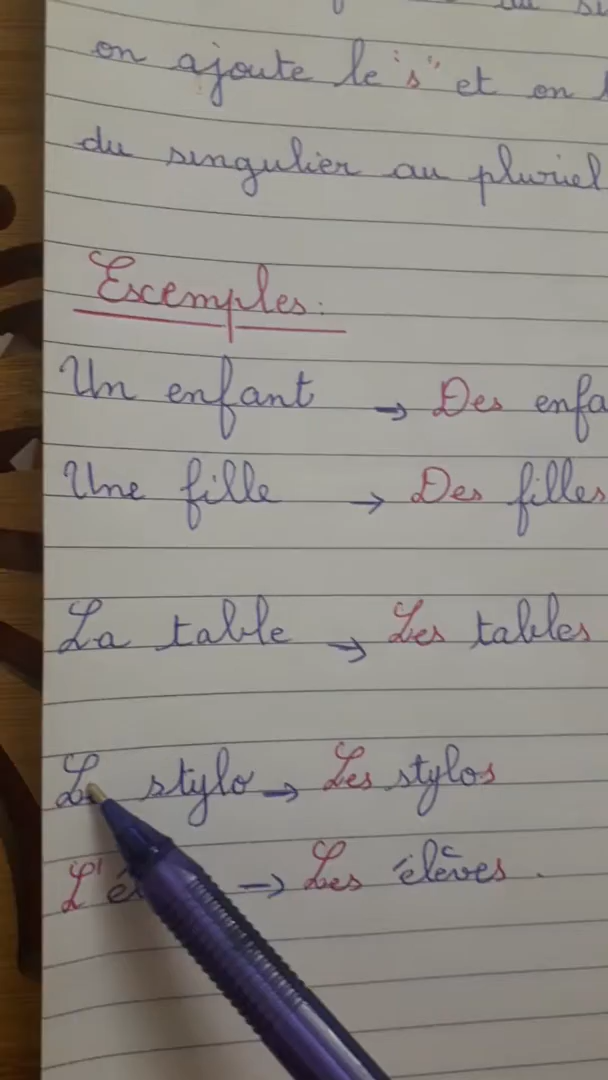 on ajoute le "s" et on
du singulier au pluriel
Exemples:
Un enfant → Des enfa
Une fille → Des filles
La table → Les tables
stylo → Les stylos
→ Les élèves.